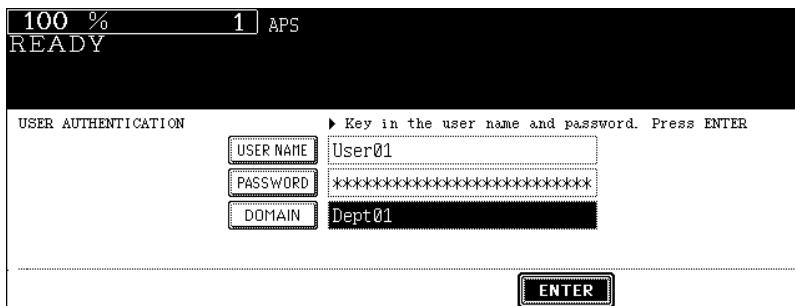 100 % 1 APS
READY
USER AUTHENTICATION ▶ Key in the user name and password. Press ENTER
USER NAME User01
PASSWORD **************************
DOMAIN Dept01
ENTER